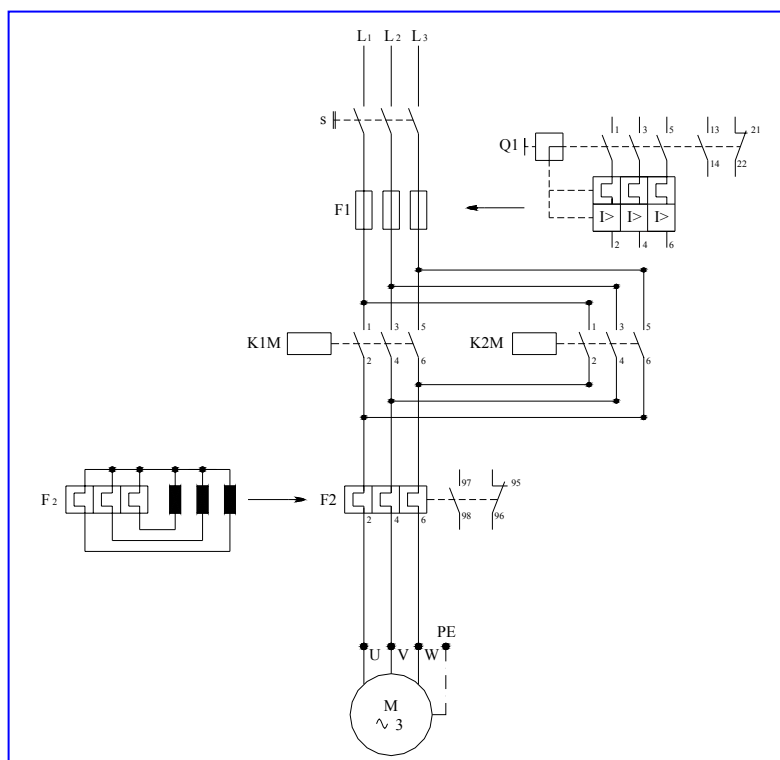 L1 L2 L3
s
Q1
1 3 5 13 21
14 22
F1
I> I> I>
2 4 6
K1M
1 3 5
2 4 6
K2M
1 3 5
2 4 6
F2
F2
97 95
2 4 6 98 96
PE
U V W
M
∿ 3